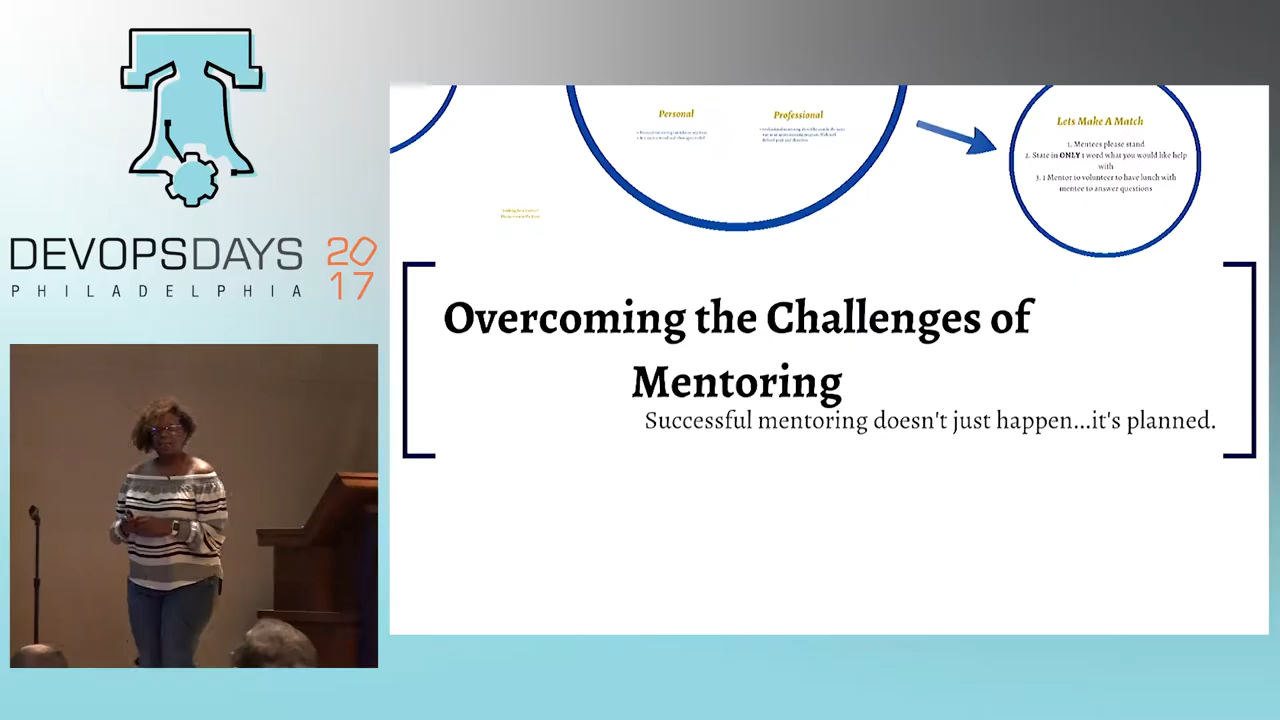 DEVOPSDAYS 2017
PHILADELPHIA
Personal
Professional
Lets Make A Match
1. Mentees please stand
2. State in ONLY 1 word what you would like help
with
3. 1 Mentor to volunteer to have lunch with
mentee to answer questions
Overcoming the Challenges of
Mentoring
Successful mentoring doesn't just happen...it's planned.